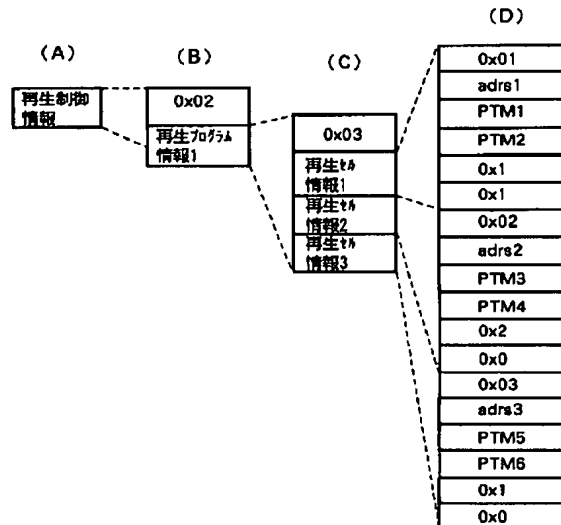 (A)
再生制御
情報
(B)
0x02
再生プログラム
情報1
(C)
0x03
再生セル
情報1
再生セル
情報2
再生セル
情報3
(D)
0x01
adrs1
PTM1
PTM2
0x1
0x1
0x02
adrs2
PTM3
PTM4
0x2
0x0
0x03
adrs3
PTM5
PTM6
0x1
0x0